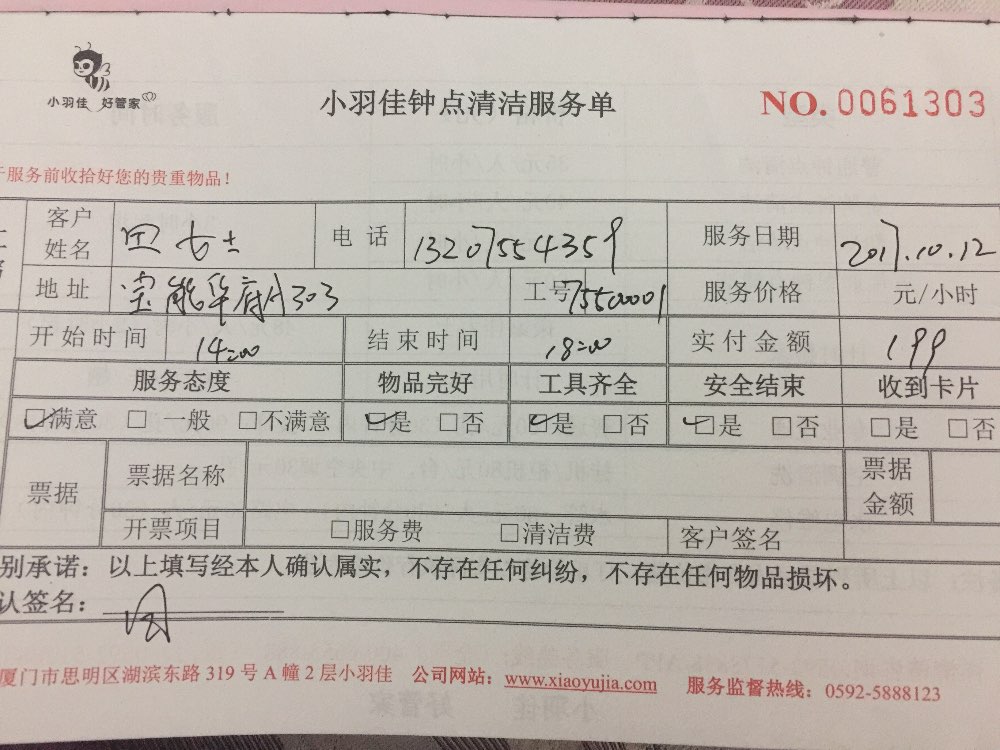 小羽佳 好管家
小羽佳钟点清洁服务单
NO. 0061303
服务前收拾好您的贵重物品！
客户姓名 田女士 电话 13207554359 服务日期 2017.10.12
地址 宝能华府A303 工号 75500001 服务价格 元/小时
开始时间 14:00 结束时间 18:00 实付金额 199
服务态度 物品完好 工具齐全 安全结束 收到卡片
☑满意 □一般 □不满意 ☑是 □否 ☑是 □否 ☑是 □否 □是 □否
票据 票据名称 票据金额
开票项目 □服务费 □清洁费 客户签名
别承诺：以上填写经本人确认属实，不存在任何纠纷，不存在任何物品损坏。
认签名：
厦门市思明区湖滨东路 319 号 A 幢 2 层小羽佳 公司网站：www.xiaoyujia.com 服务监督热线：0592-5888123